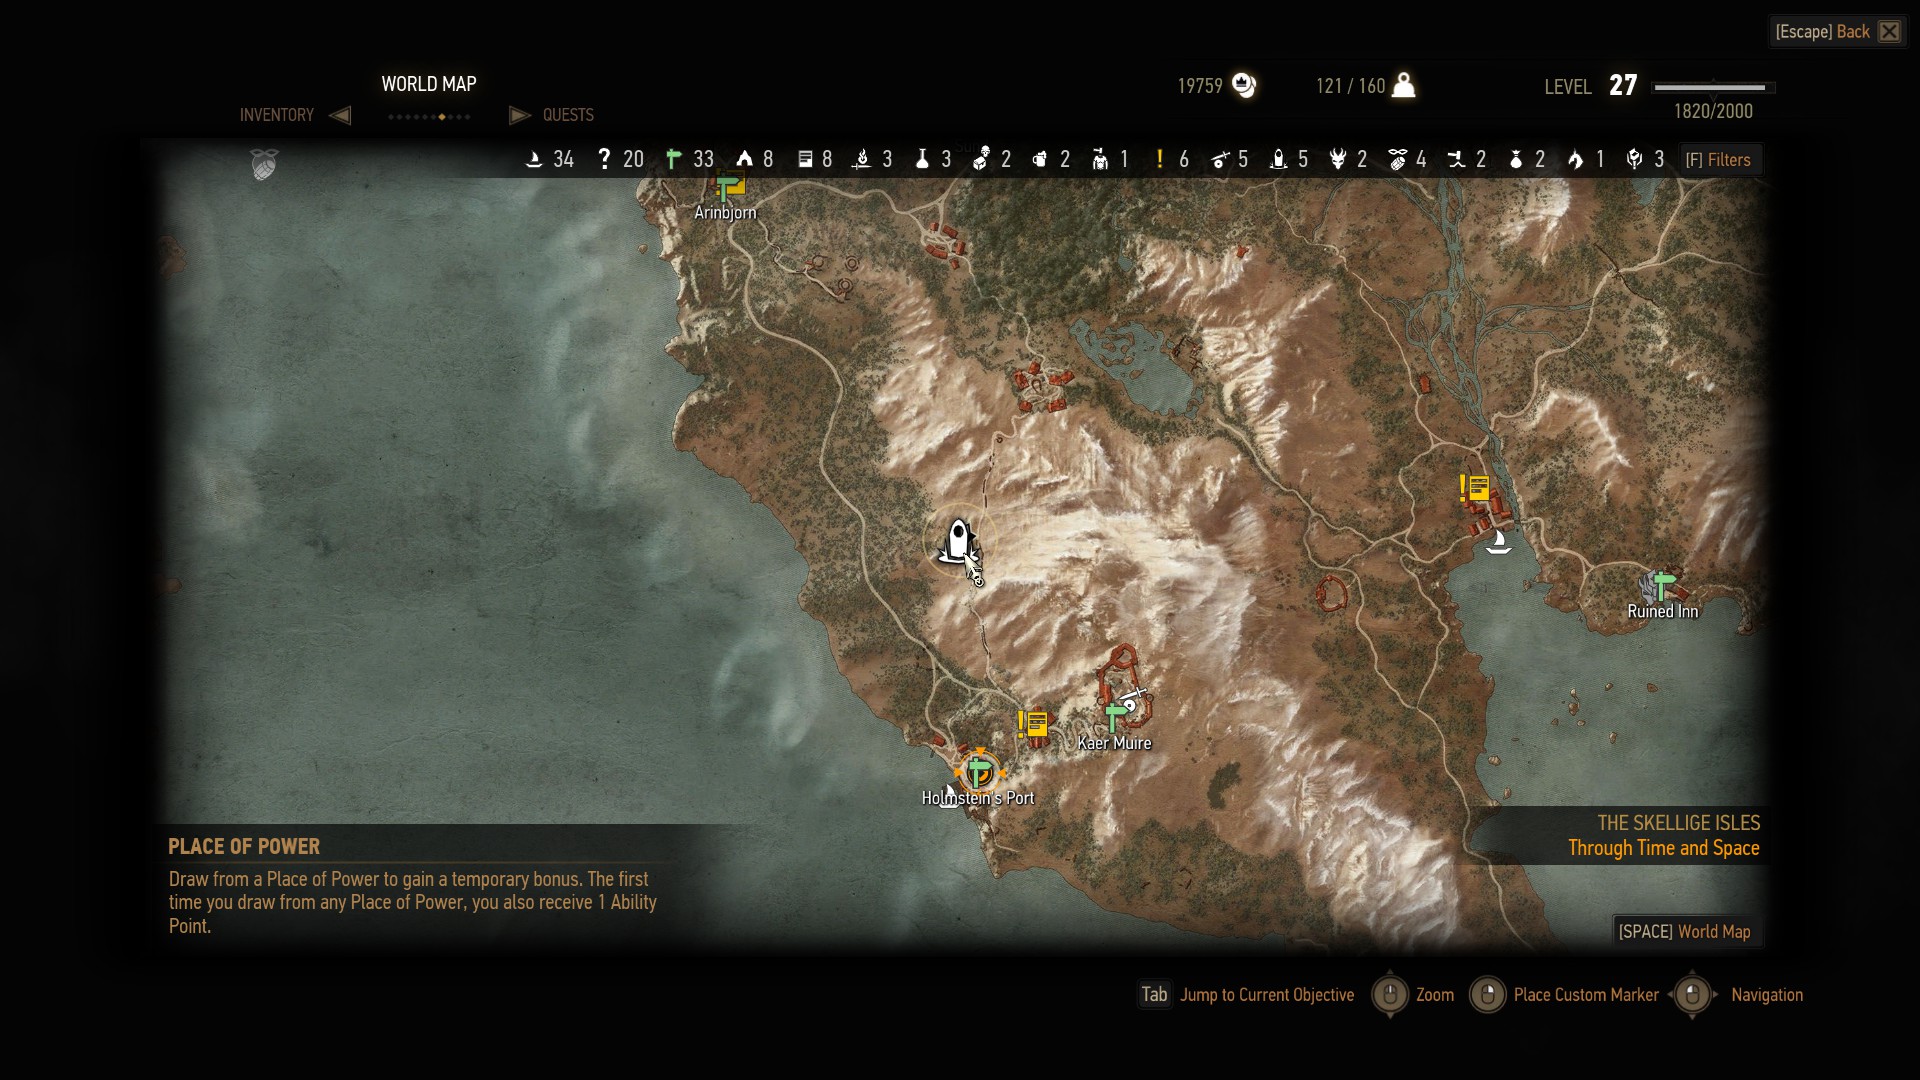 [Escape] Back
WORLD MAP
19759
121 / 160
LEVEL 27
INVENTORY
QUESTS
1820/2000
34 20 33 8 8 3 3 2 2 1 6 5 5 2 4 2 2 1 3
[F] Filters
Arinbjorn
Ruined Inn
Kaer Muire
Holmstein's Port
THE SKELLIGE ISLES
Through Time and Space
PLACE OF POWER
Draw from a Place of Power to gain a temporary bonus. The first
time you draw from any Place of Power, you also receive 1 Ability
Point.
[SPACE] World Map
Tab Jump to Current Objective Zoom Place Custom Marker Navigation